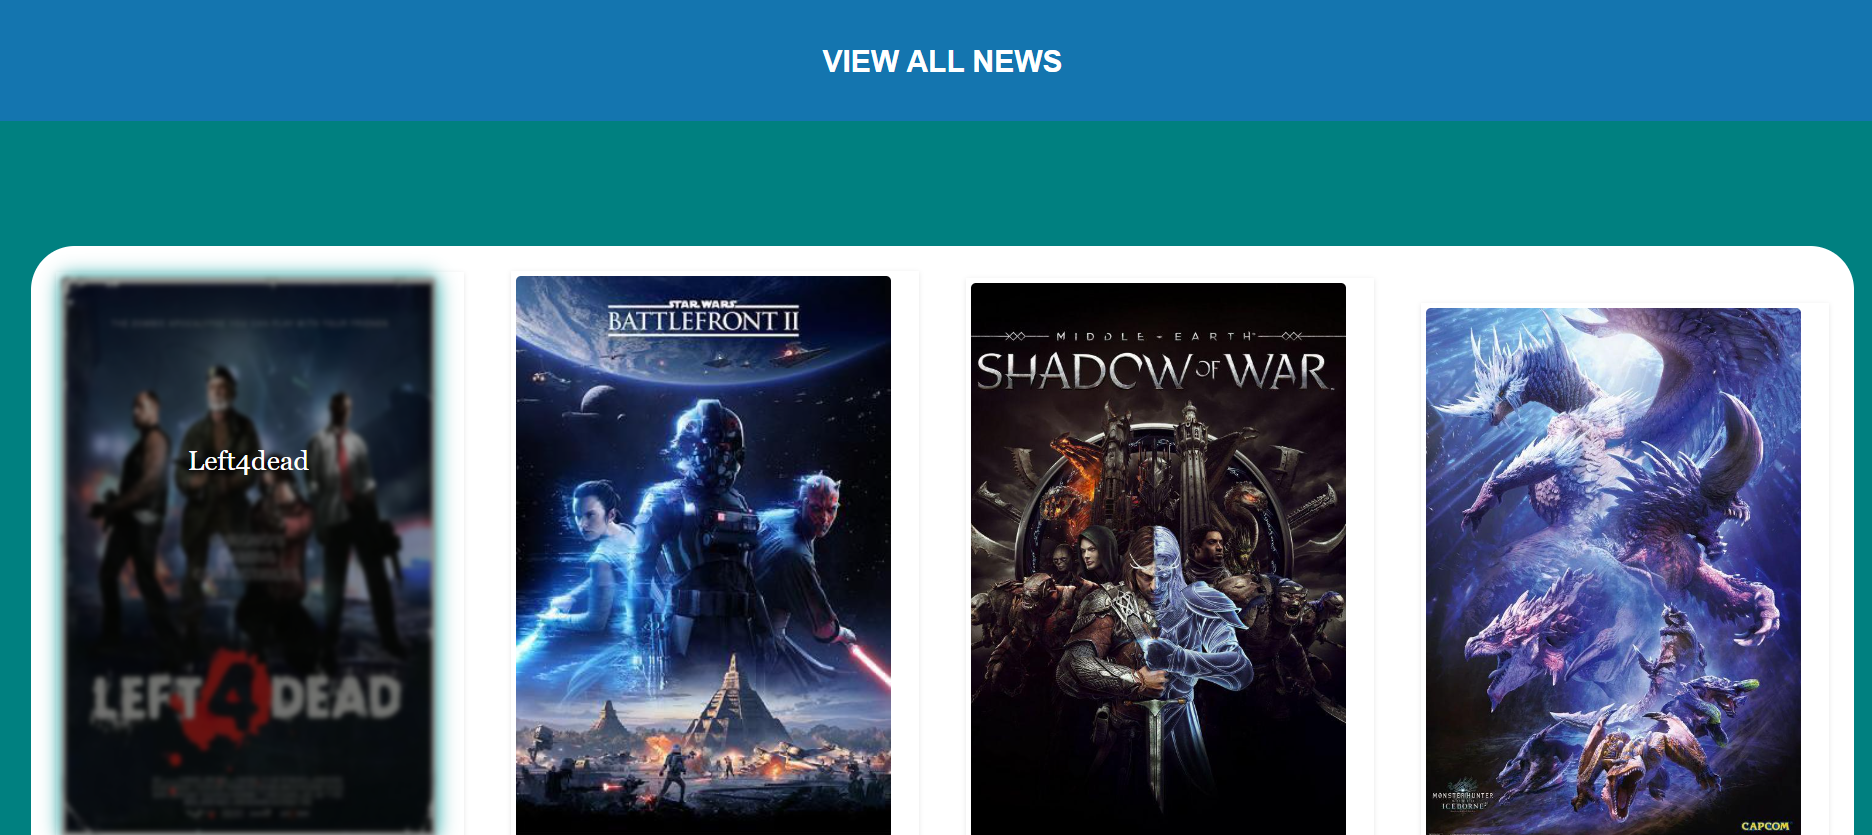 VIEW ALL NEWS
Left4dead
LEFT 4 DEAD
STAR WARS
BATTLEFRONT II
MIDDLE-EARTH
SHADOW OF WAR
MONSTER HUNTER
WORLD
ICEBORNE
CAPCOM